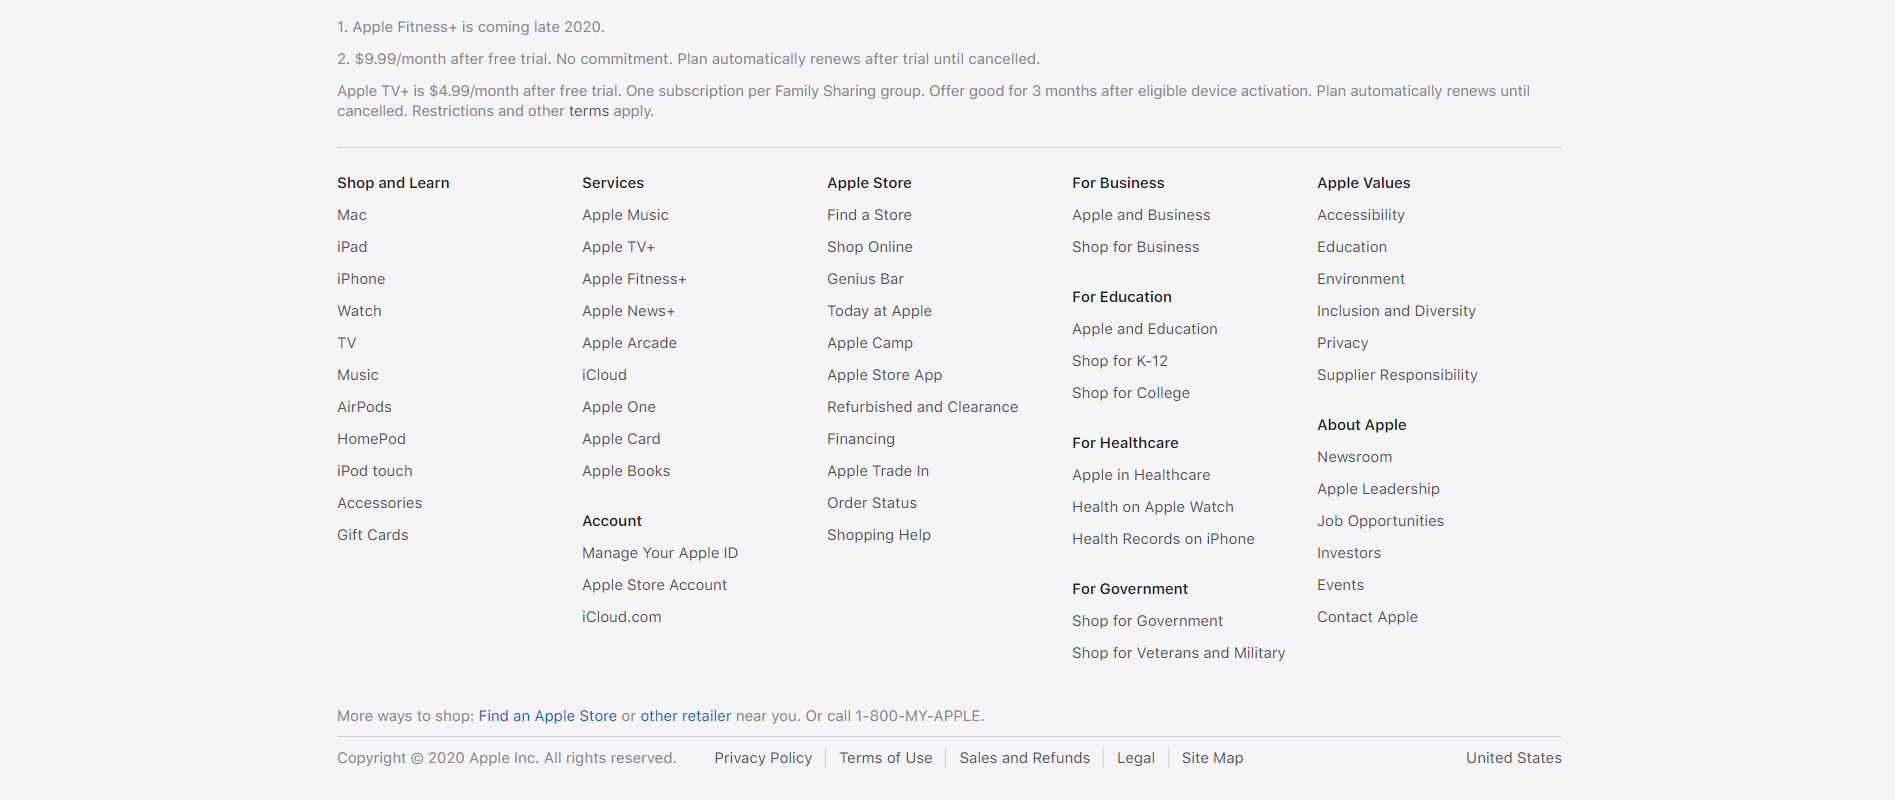 1. Apple Fitness+ is coming late 2020.
2. $9.99/month after free trial. No commitment. Plan automatically renews after trial until cancelled.
Apple TV+ is $4.99/month after free trial. One subscription per Family Sharing group. Offer good for 3 months after eligible device activation. Plan automatically renews until
cancelled. Restrictions and other terms apply.
Shop and Learn
Mac
iPad
iPhone
Watch
TV
Music
AirPods
HomePod
iPod touch
Accessories
Gift Cards
Services
Apple Music
Apple TV+
Apple Fitness+
Apple News+
Apple Arcade
iCloud
Apple One
Apple Card
Apple Books
Account
Manage Your Apple ID
Apple Store Account
iCloud.com
Apple Store
Find a Store
Shop Online
Genius Bar
Today at Apple
Apple Camp
Apple Store App
Refurbished and Clearance
Financing
Apple Trade In
Order Status
Shopping Help
For Business
Apple and Business
Shop for Business
For Education
Apple and Education
Shop for K-12
Shop for College
For Healthcare
Apple in Healthcare
Health on Apple Watch
Health Records on iPhone
For Government
Shop for Government
Shop for Veterans and Military
Apple Values
Accessibility
Education
Environment
Inclusion and Diversity
Privacy
Supplier Responsibility
About Apple
Newsroom
Apple Leadership
Job Opportunities
Investors
Events
Contact Apple
More ways to shop: Find an Apple Store or other retailer near you. Or call 1-800-MY-APPLE.
Copyright © 2020 Apple Inc. All rights reserved. Privacy Policy Terms of Use Sales and Refunds Legal Site Map United States